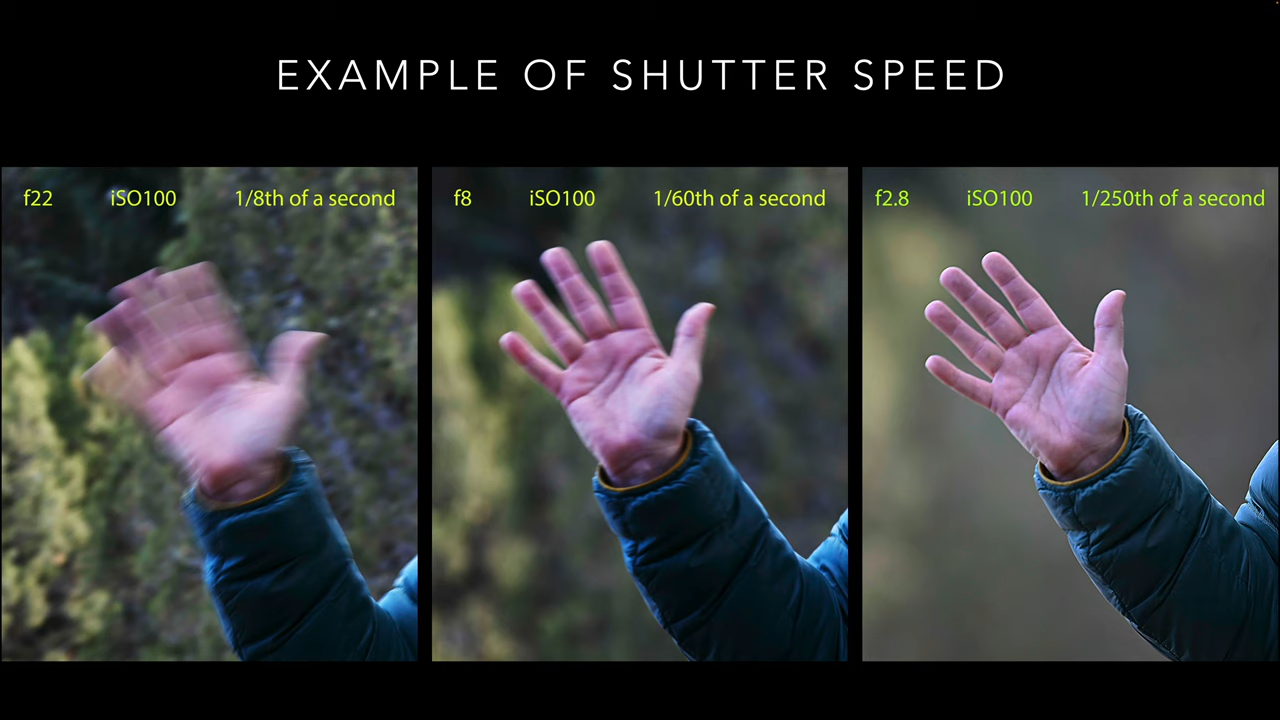 EXAMPLE OF SHUTTER SPEED
f22 iSO100 1/8th of a second
f8 iSO100 1/60th of a second
f2.8 iSO100 1/250th of a second